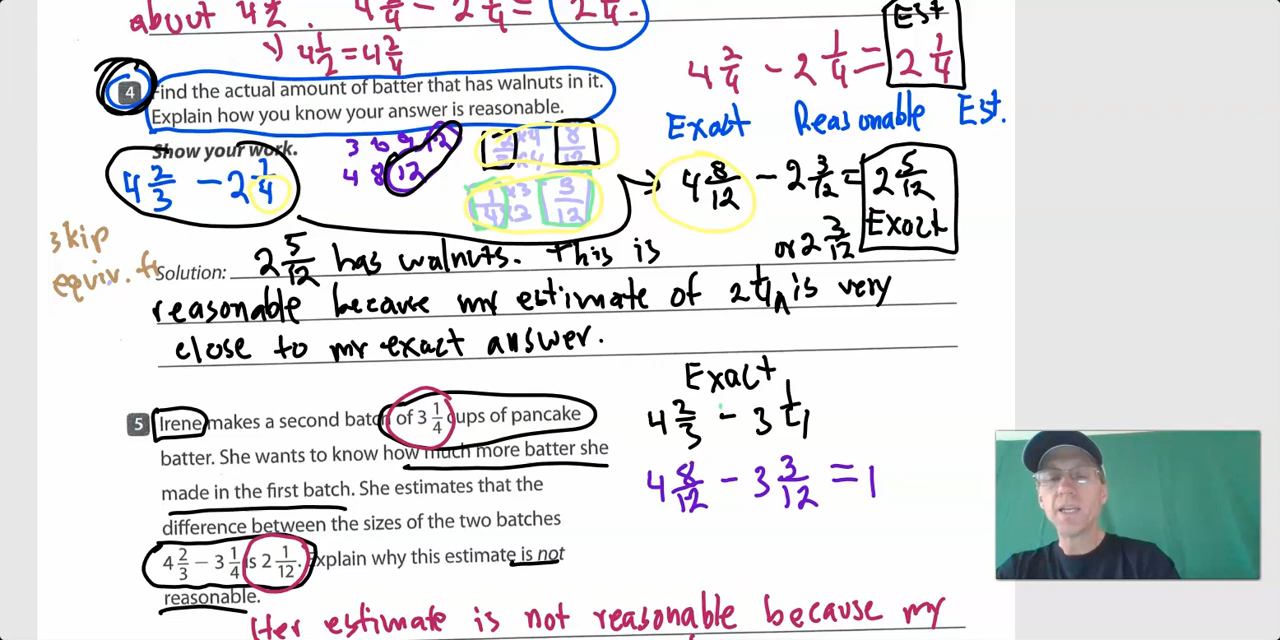 about 4 1/2. 4 2/4 - 2 1/4 = 2 1/4.
↳ 4 1/2 = 4 2/4
Est
4 2/4 - 2 1/4 = 2 1/4
4 Find the actual amount of batter that has walnuts in it.
Explain how you know your answer is reasonable.
Exact Reasonable Est.
Show your work.
3 6 9 12
4 8 12
2/3 ×4 ×4 8/12
1/4 ×3 ×3 3/12
4 2/3 - 2 1/4
4 8/12 - 2 3/12 = 2 5/12
Exact
or 2 3/12
skip
equiv. fr
Solution: 2 5/12 has walnuts. This is
reasonable because my estimate of 2 1/4 is very
close to my exact answer.
Exact
4 2/3 - 3 1/4
4 8/12 - 3 3/12 = 1
5 Irene makes a second batch of 3 1/4 cups of pancake
batter. She wants to know how much more batter she
made in the first batch. She estimates that the
difference between the sizes of the two batches
4 2/3 - 3 1/4 is 2 1/12. Explain why this estimate is not
reasonable.
Her estimate is not reasonable because my